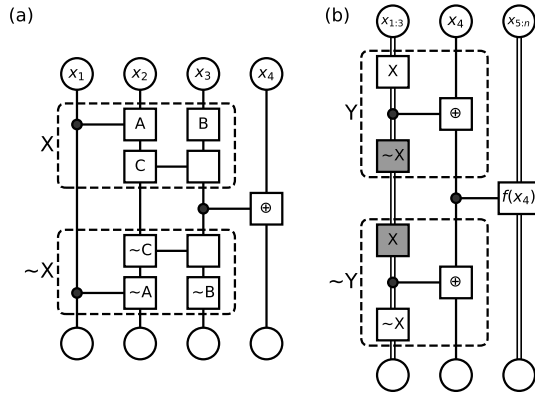 (a)
x₁ x₂ x₃ x₄
X
A B
C
⊕
~X
~C
~A ~B
(b)
x₁:₃ x₄ x₅:ₙ
X
Y ⊕
~X
f(x₄)
X
~Y ⊕
~X